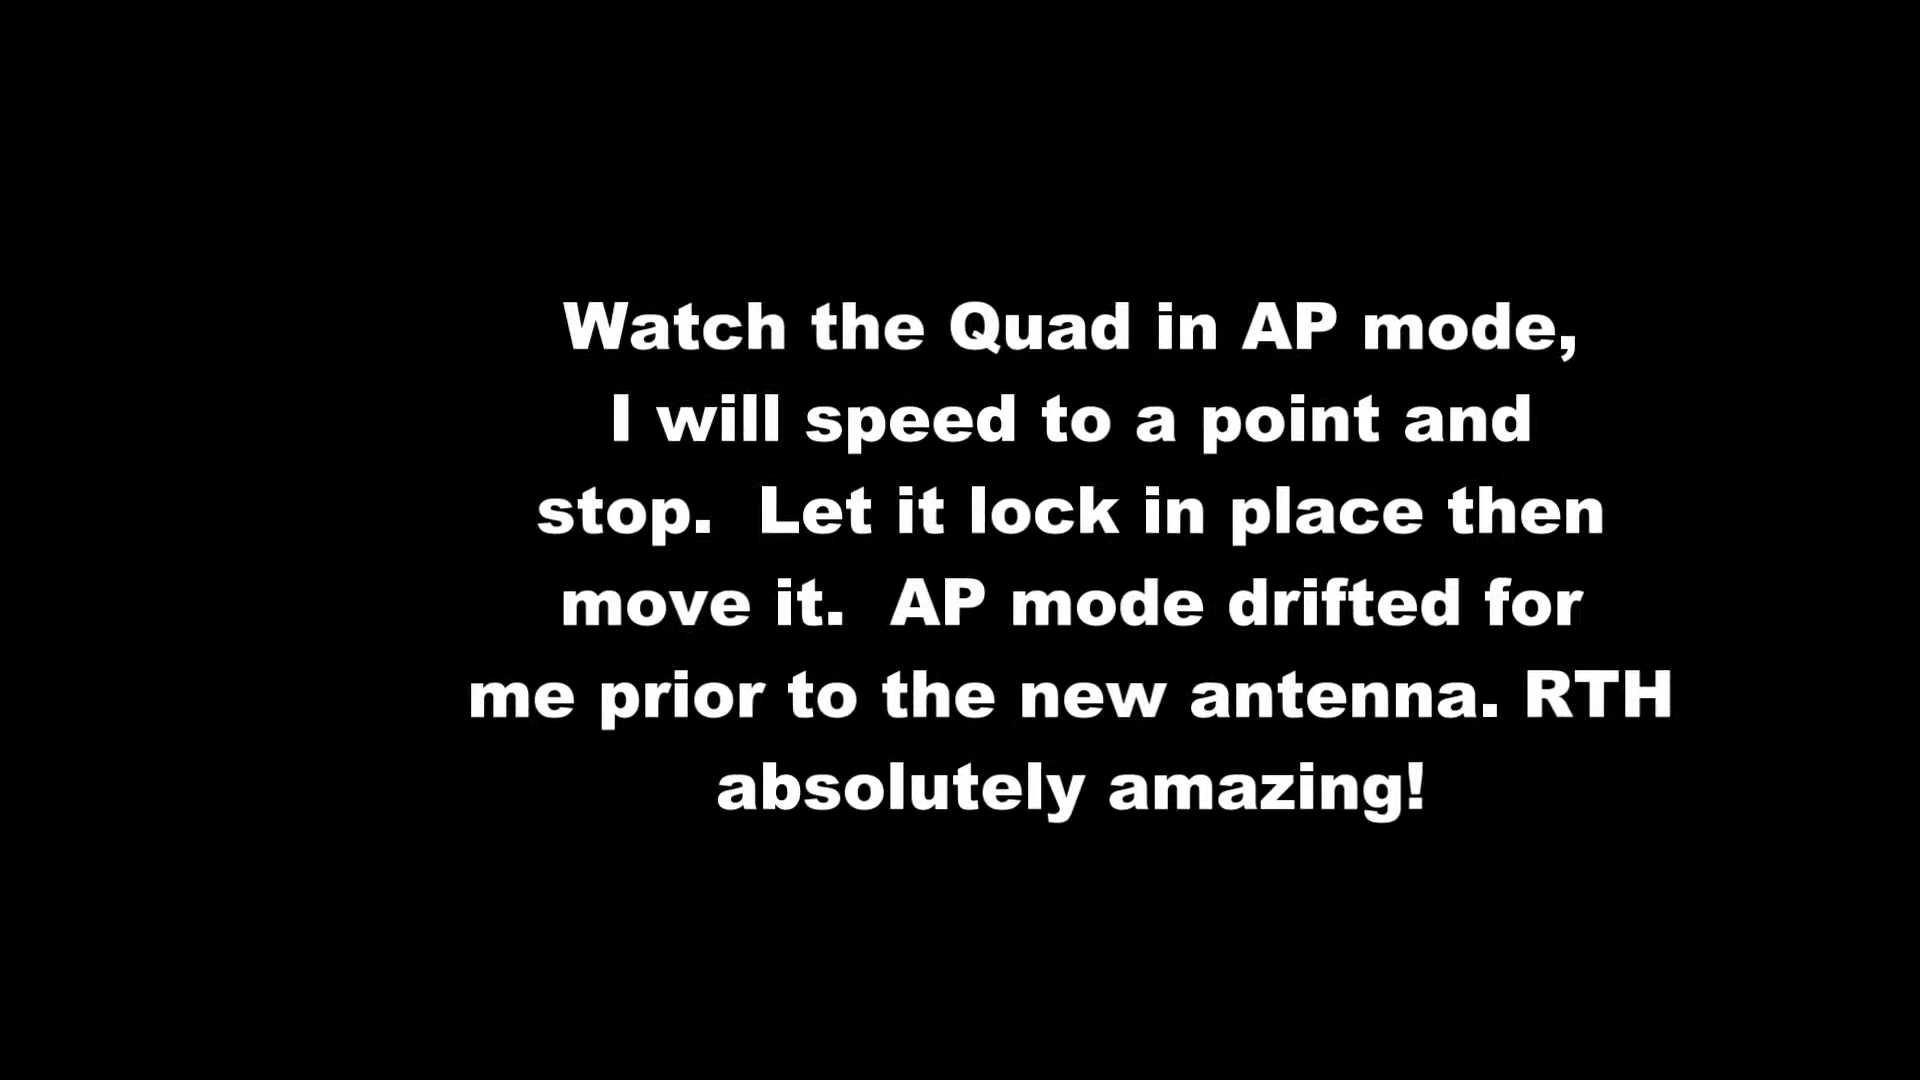 Watch the Quad in AP mode,
I will speed to a point and
stop.  Let it lock in place then
move it.  AP mode drifted for
me prior to the new antenna. RTH
absolutely amazing!